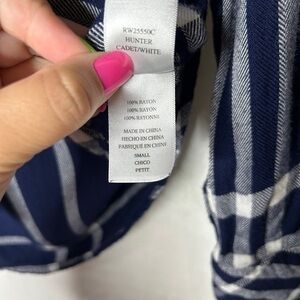 RW25550C
HUNTER
CADET/WHITE
100% RAYON
100% RAYON
100% RAYONNE
MADE IN CHINA
HECHO EN CHINA
FABRIQUÉ EN CHINE
SMALL
CHICO
PETIT